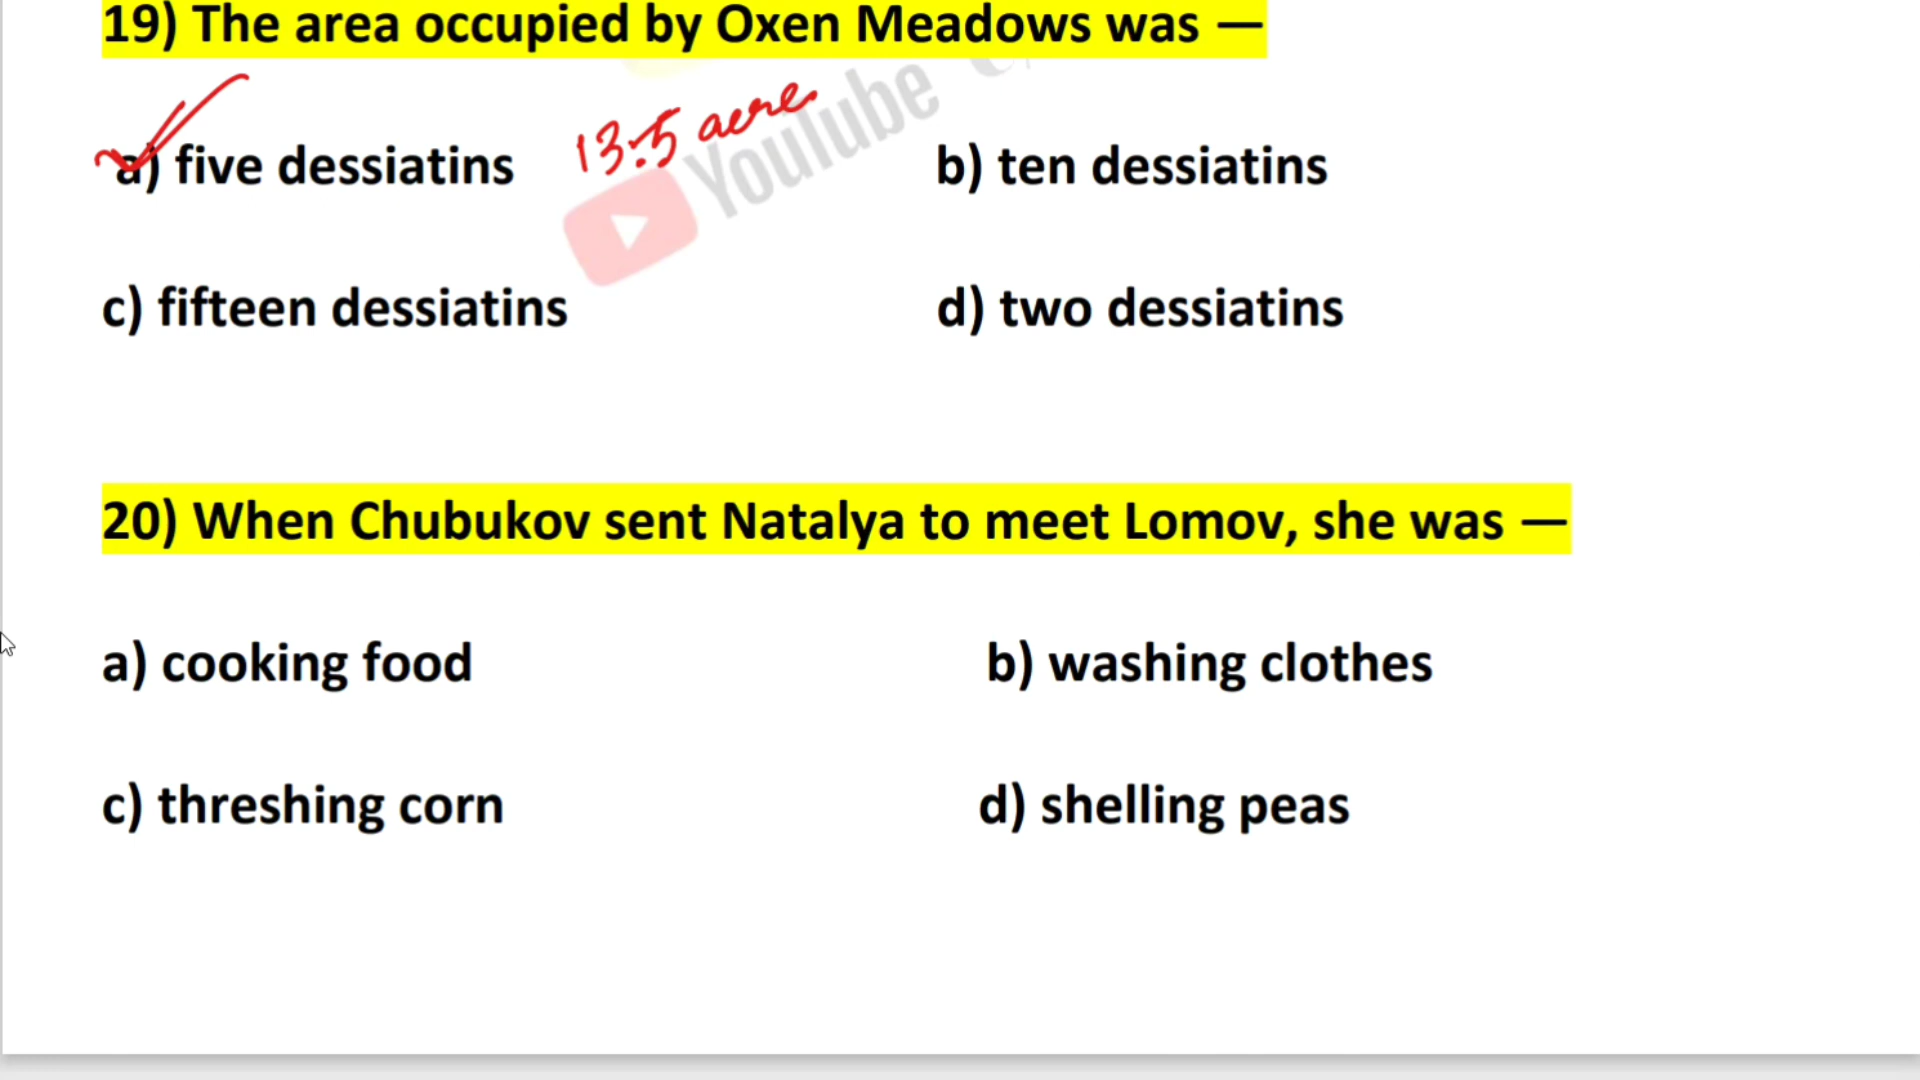 19) The area occupied by Oxen Meadows was —
a) five dessiatins 13.5 acre b) ten dessiatins
YouTube
c) fifteen dessiatins d) two dessiatins
20) When Chubukov sent Natalya to meet Lomov, she was —
a) cooking food b) washing clothes
c) threshing corn d) shelling peas